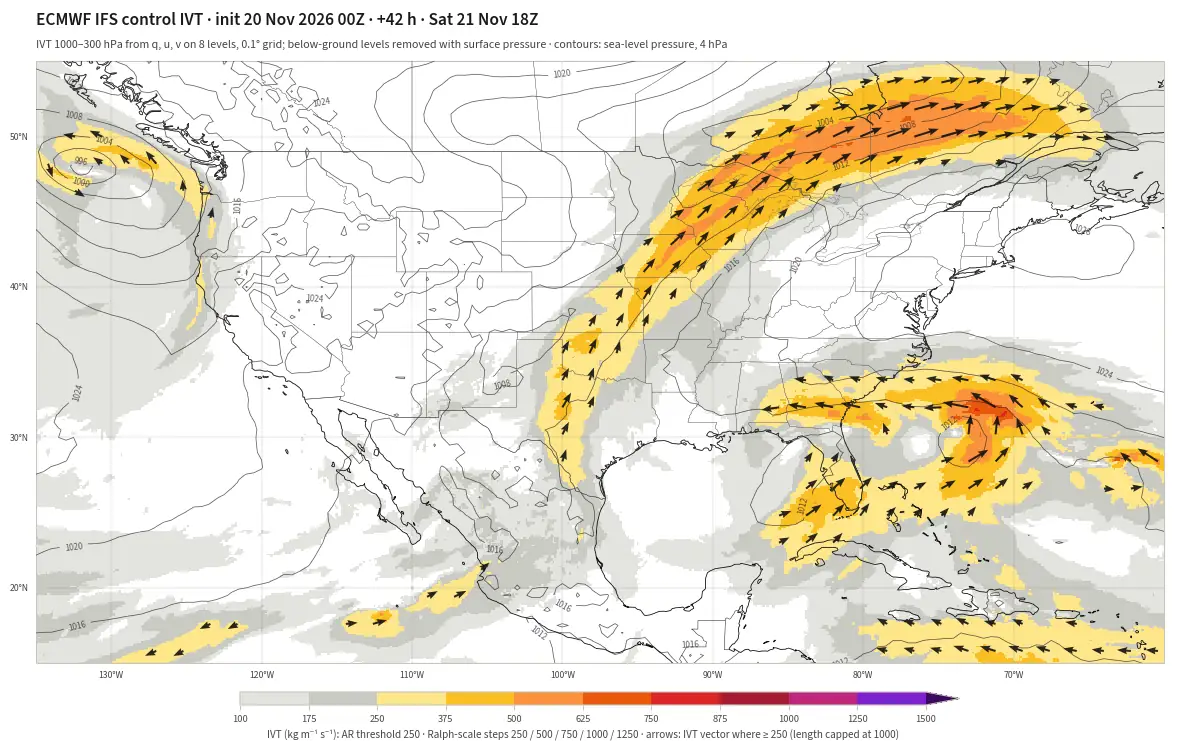 ECMWF IFS control IVT · init 20 Nov 2026 00Z · +42 h · Sat 21 Nov 18Z
IVT 1000–300 hPa from q, u, v on 8 levels, 0.1° grid; below-ground levels removed with surface pressure · contours: sea-level pressure, 4 hPa
1020
1024
1008
1004
1008
50°N
1004
996
1012
1000
1016
1028
1016
1020
40°N
1024
1008
1024
1024
1012
30°N
1012
1020
1016
20°N
1016
1016
1012
1016
1012
130°W 120°W 110°W 100°W 90°W 80°W 70°W
100 175 250 375 500 625 750 875 1000 1250 1500
IVT (kg m⁻¹ s⁻¹): AR threshold 250 · Ralph-scale steps 250 / 500 / 750 / 1000 / 1250 · arrows: IVT vector where ≥ 250 (length capped at 1000)